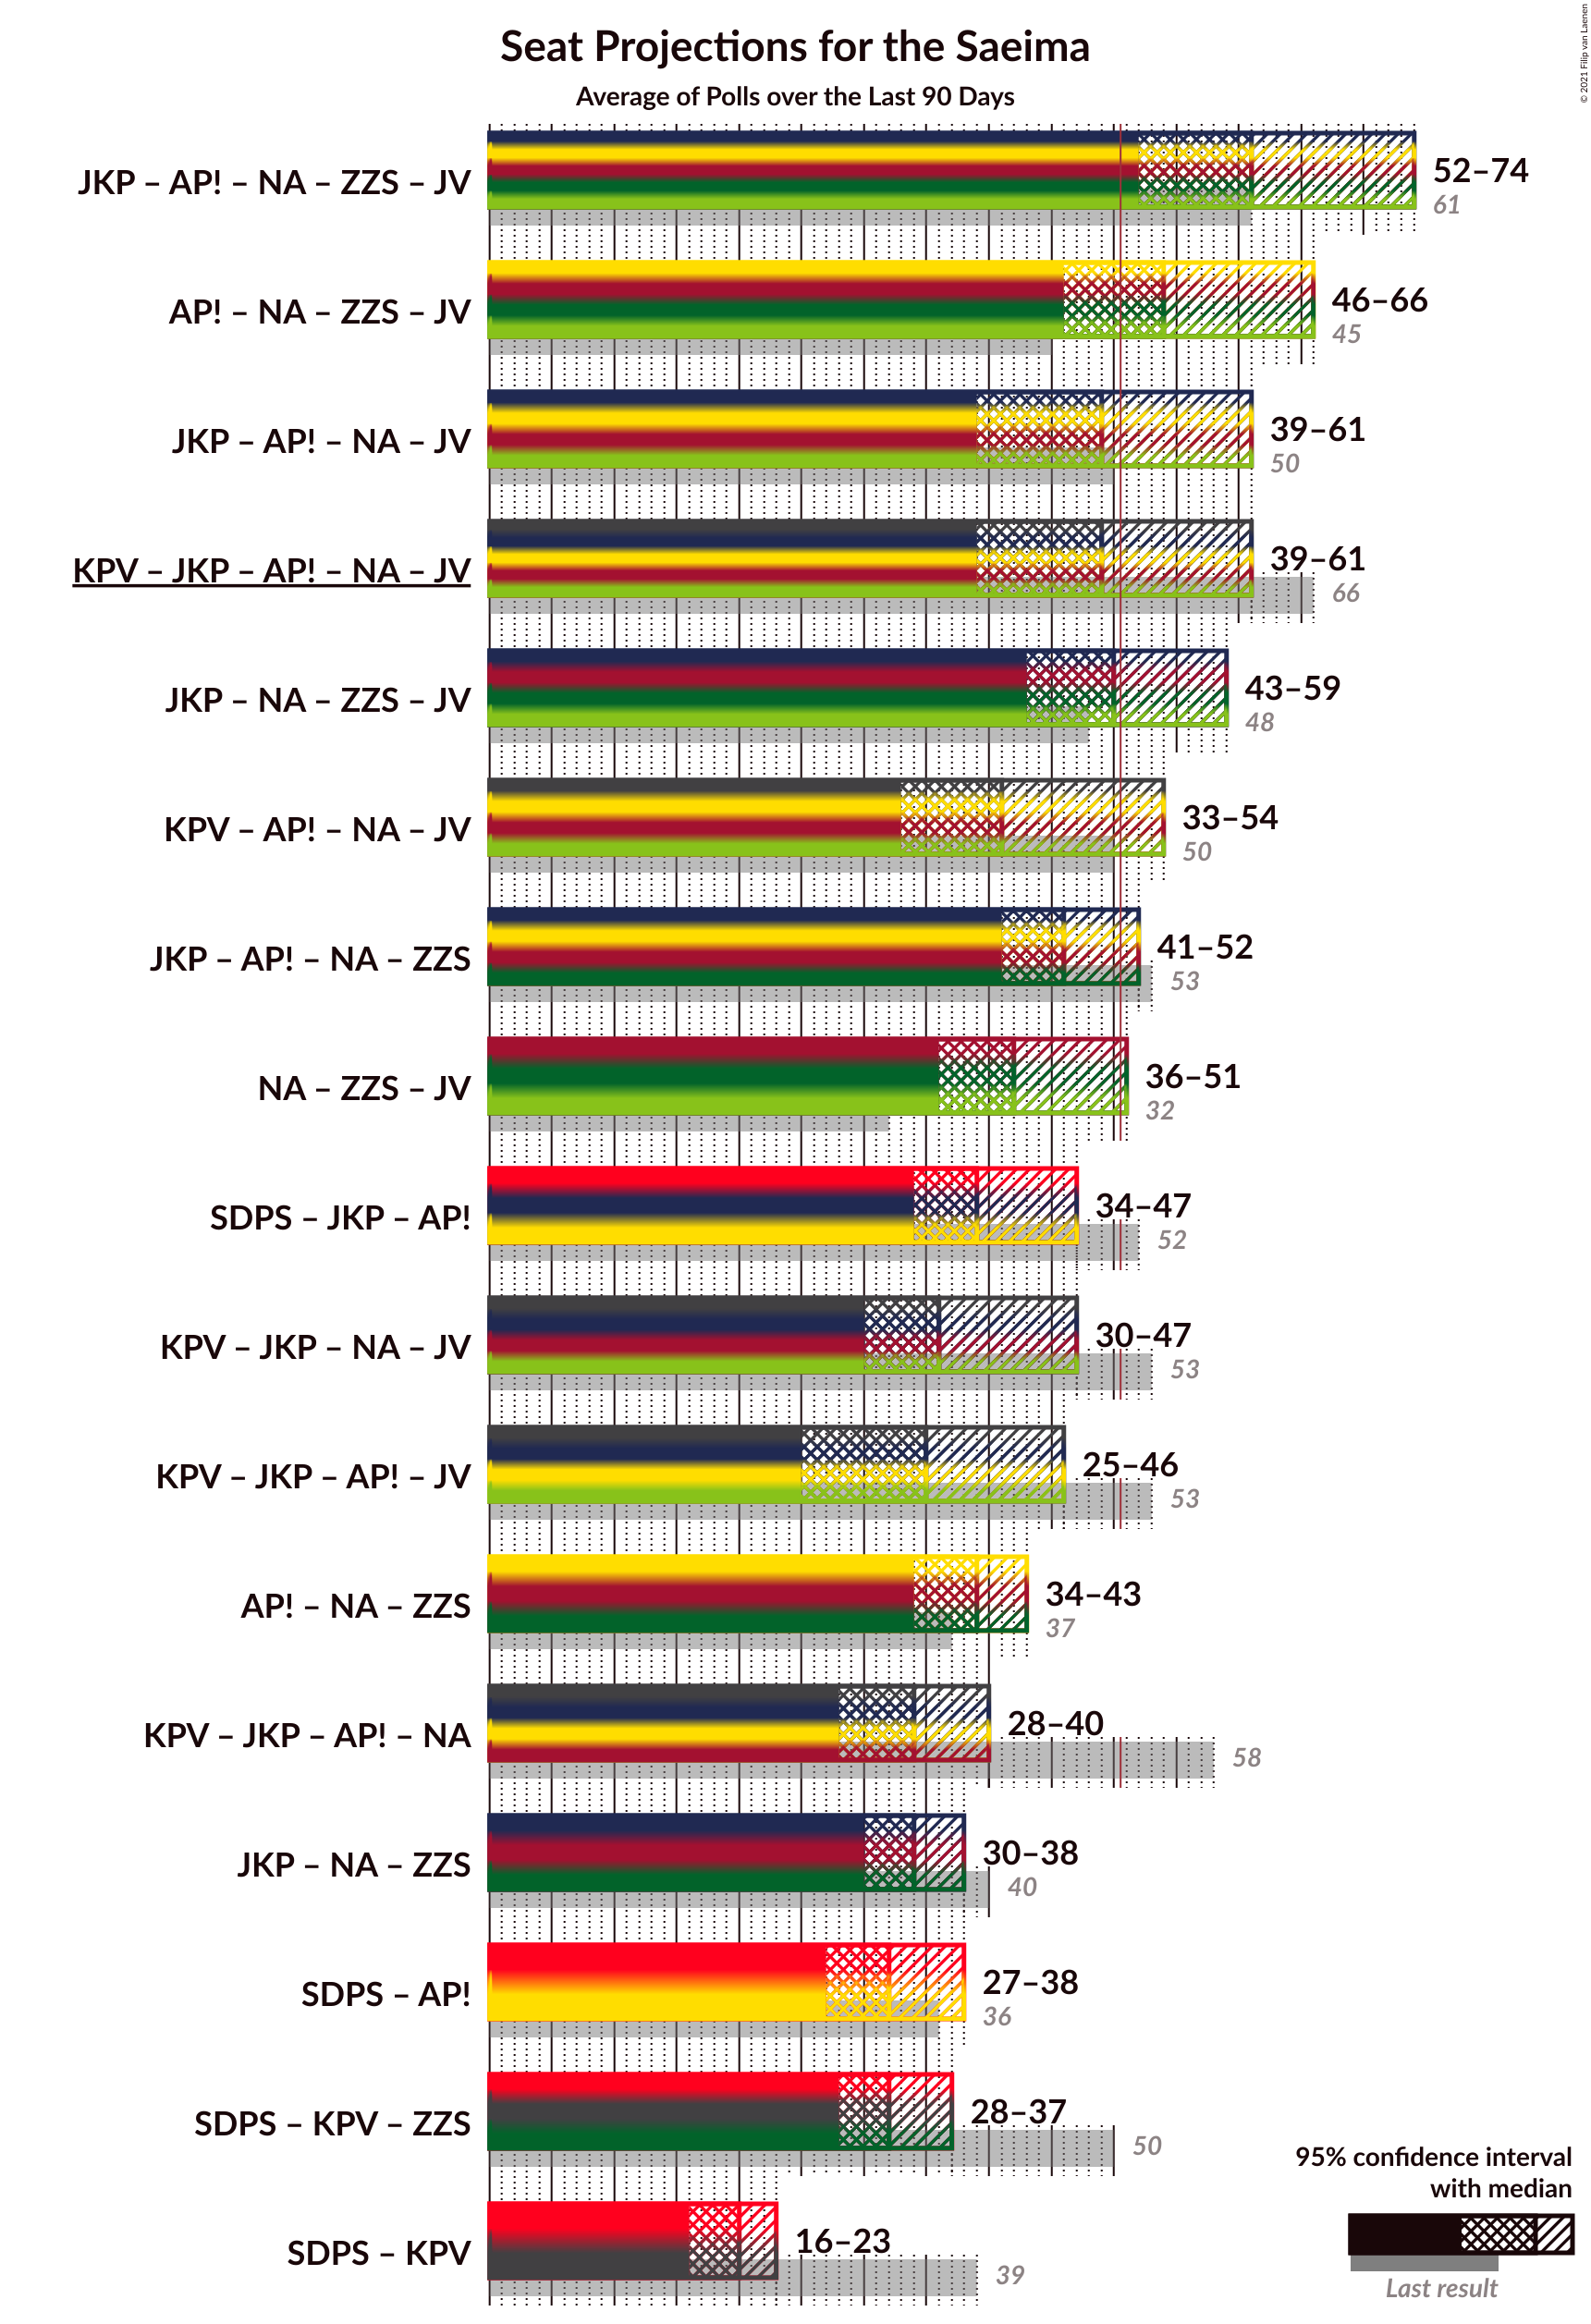 Seat Projections for the Saeima
Average of Polls over the Last 90 Days
© 2021 Filip van Laenen
JKP – AP! – NA – ZZS – JV
52–74
61
AP! – NA – ZZS – JV
46–66
45
JKP – AP! – NA – JV
39–61
50
KPV – JKP – AP! – NA – JV
39–61
66
JKP – NA – ZZS – JV
43–59
48
KPV – AP! – NA – JV
33–54
50
JKP – AP! – NA – ZZS
41–52
53
NA – ZZS – JV
36–51
32
SDPS – JKP – AP!
34–47
52
KPV – JKP – NA – JV
30–47
53
KPV – JKP – AP! – JV
25–46
53
AP! – NA – ZZS
34–43
37
KPV – JKP – AP! – NA
28–40
58
JKP – NA – ZZS
30–38
40
SDPS – AP!
27–38
36
SDPS – KPV – ZZS
28–37
50
SDPS – KPV
16–23
39
95% confidence interval
with median
Last result